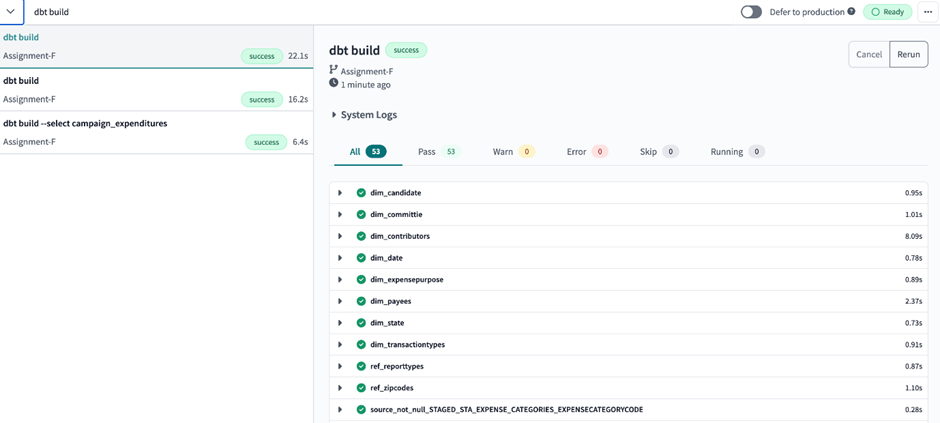 dbt build
Defer to production ?
Ready
dbt build
Assignment-F success 22.1s
dbt build
Assignment-F success 16.2s
dbt build --select campaign_expenditures
Assignment-F success 6.4s
dbt build success
Cancel Rerun
Assignment-F
1 minute ago
System Logs
All 53 Pass 53 Warn 0 Error 0 Skip 0 Running 0
dim_candidate 0.95s
dim_committie 1.01s
dim_contributors 8.09s
dim_date 0.78s
dim_expensepurpose 0.89s
dim_payees 2.37s
dim_state 0.73s
dim_transactiontypes 0.91s
ref_reporttypes 0.87s
ref_zipcodes 1.10s
source_not_null_STAGED_STA_EXPENSE_CATEGORIES_EXPENSECATEGORYCODE 0.28s